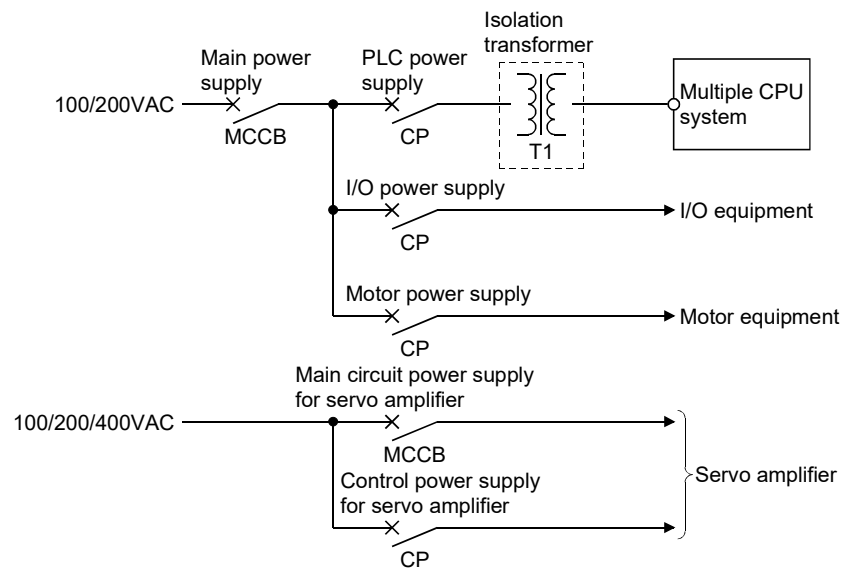 Isolation
transformer
Main power
supply
PLC power
supply
100/200VAC
MCCB
CP
T1
Multiple CPU
system
I/O power supply
CP
I/O equipment
Motor power supply
CP
Motor equipment
Main circuit power supply
for servo amplifier
100/200/400VAC
MCCB
Control power supply
for servo amplifier
CP
Servo amplifier